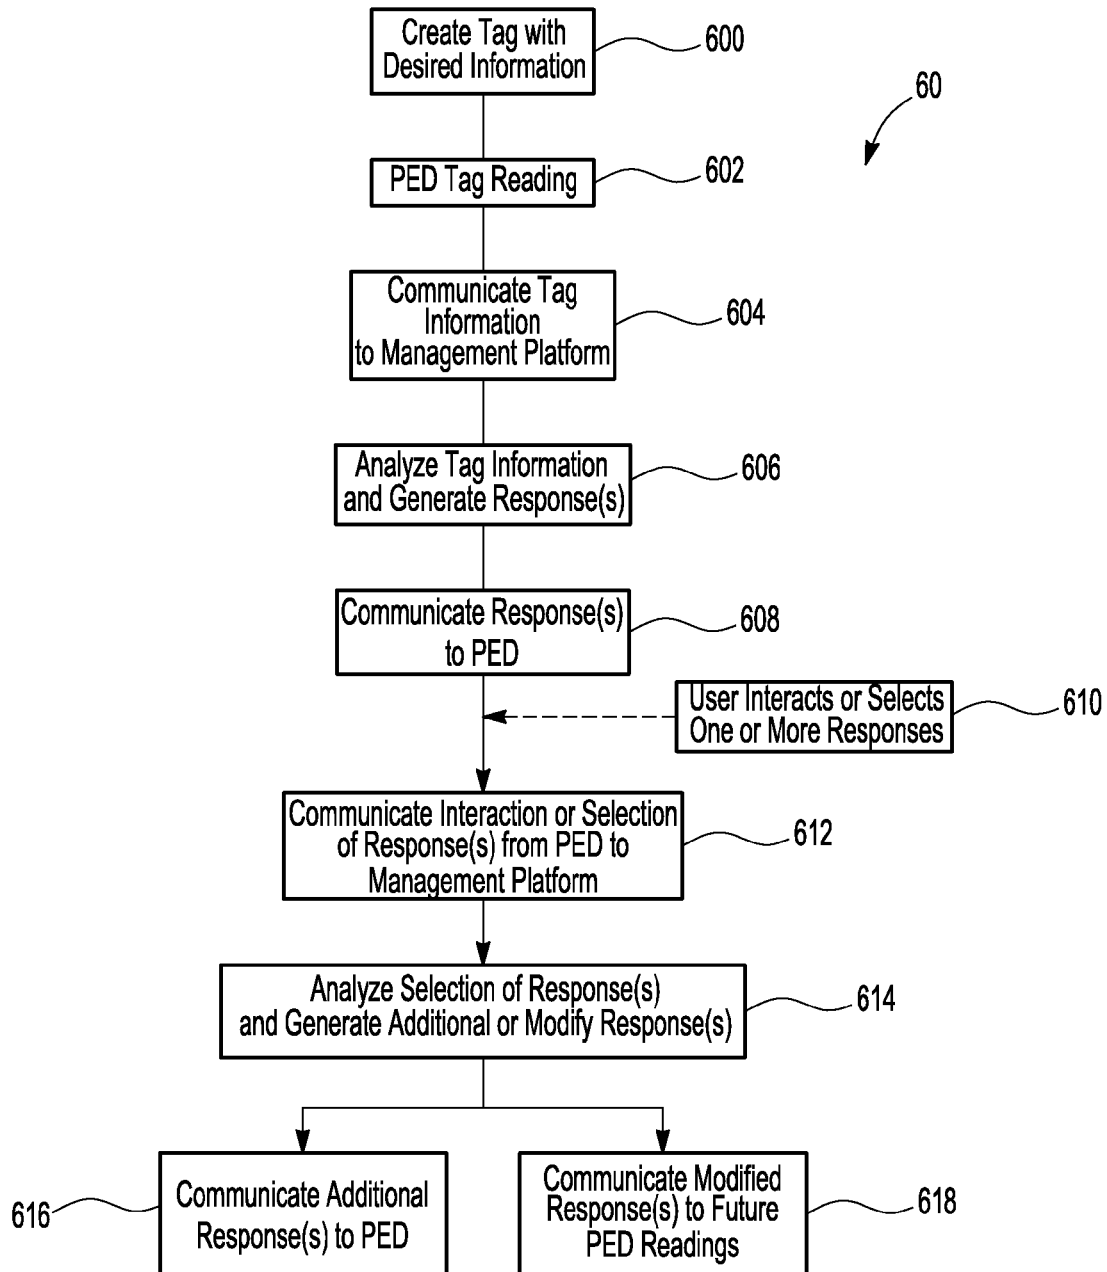 Create Tag with
Desired Information
600
60
PED Tag Reading
602
Communicate Tag
Information
to Management Platform
604
Analyze Tag Information
and Generate Response(s)
606
Communicate Response(s)
to PED
608
User Interacts or Selects
One or More Responses
610
Communicate Interaction or Selection
of Response(s) from PED to
Management Platform
612
Analyze Selection of Response(s)
and Generate Additional or Modify Response(s)
614
Communicate Additional
Response(s) to PED
616
Communicate Modified
Response(s) to Future
PED Readings
618